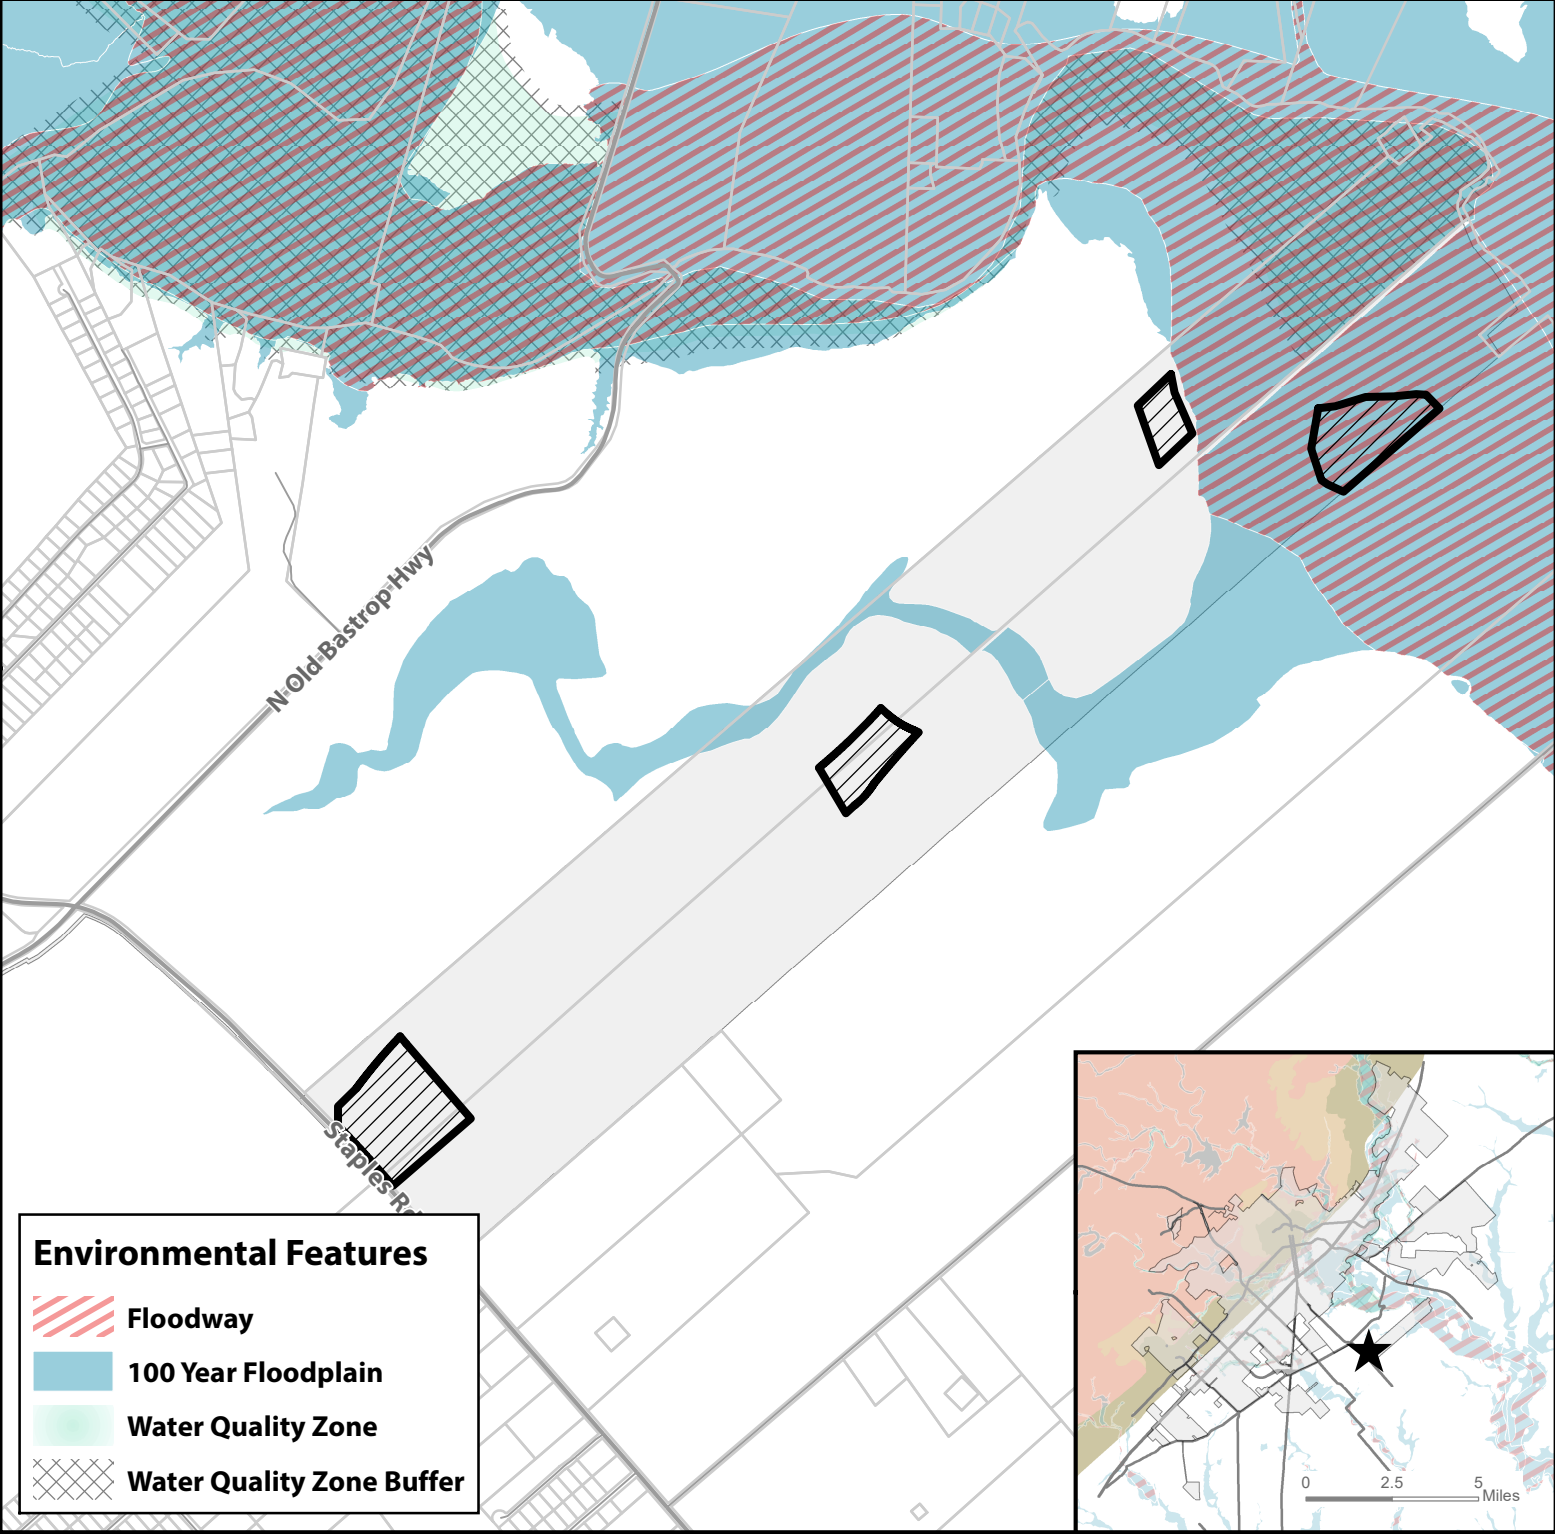 N Old Bastrop Hwy
Staples Rd
Environmental Features
Floodway
100 Year Floodplain
Water Quality Zone
Water Quality Zone Buffer
0 2.5 5
Miles